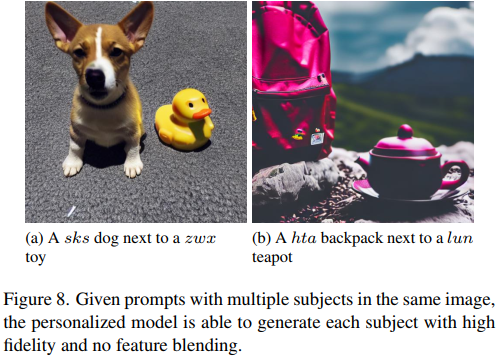 (a) A sks dog next to a zwx
toy
(b) A hta backpack next to a lun
teapot
Figure 8. Given prompts with multiple subjects in the same image,
the personalized model is able to generate each subject with high
fidelity and no feature blending.